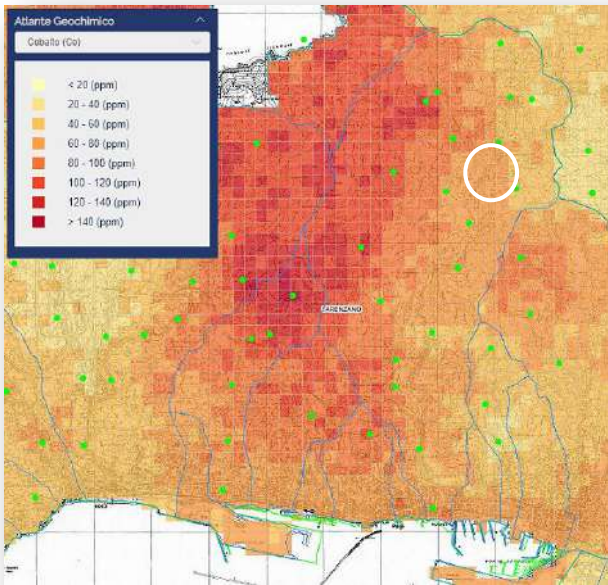 Atlante Geochimico
Cobalto (Co)
< 20 (ppm)
20 - 40 (ppm)
40 - 60 (ppm)
60 - 80 (ppm)
80 - 100 (ppm)
100 - 120 (ppm)
120 - 140 (ppm)
> 140 (ppm)
ARENZANO